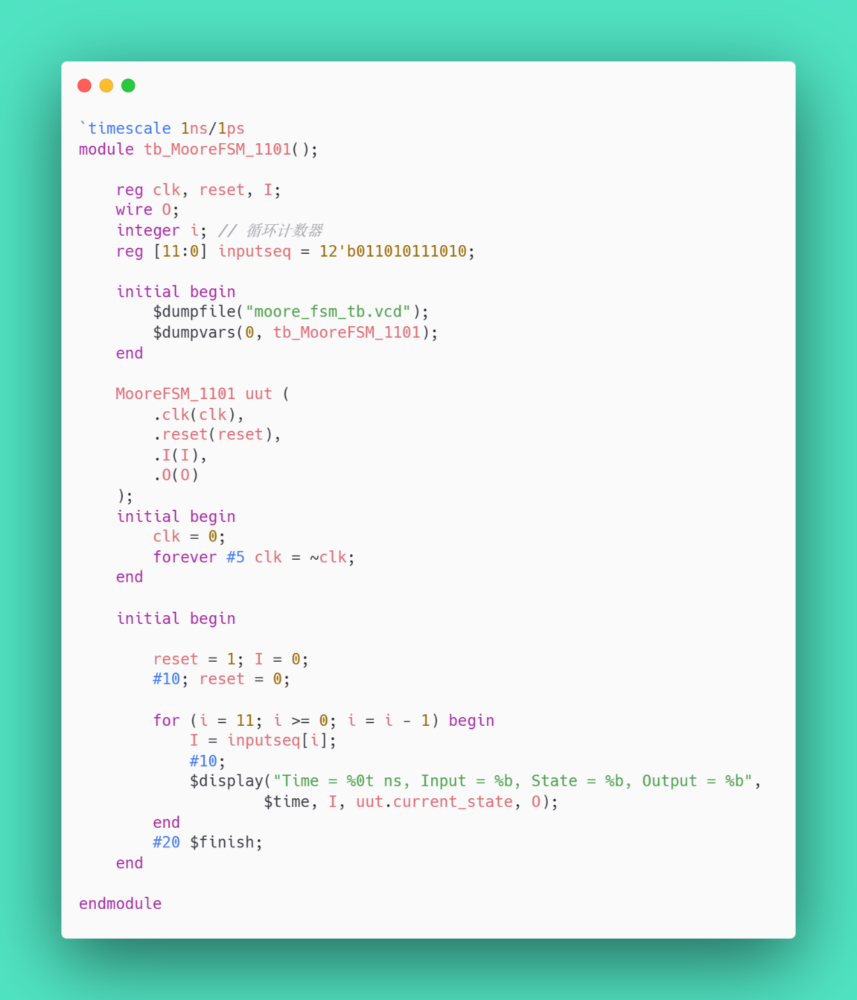 `timescale 1ns/1ps
module tb_MooreFSM_1101();
reg clk, reset, I;
wire O;
integer i; // 循环计数器
reg [11:0] inputseq = 12'b011010111010;
initial begin
$dumpfile("moore_fsm_tb.vcd");
$dumpvars(0, tb_MooreFSM_1101);
end
MooreFSM_1101 uut (
.clk(clk),
.reset(reset),
.I(I),
.O(O)
);
initial begin
clk = 0;
forever #5 clk = ~clk;
end
initial begin
reset = 1; I = 0;
#10; reset = 0;
for (i = 11; i >= 0; i = i - 1) begin
I = inputseq[i];
#10;
$display("Time = %0t ns, Input = %b, State = %b, Output = %b",
$time, I, uut.current_state, O);
end
#20 $finish;
end
endmodule